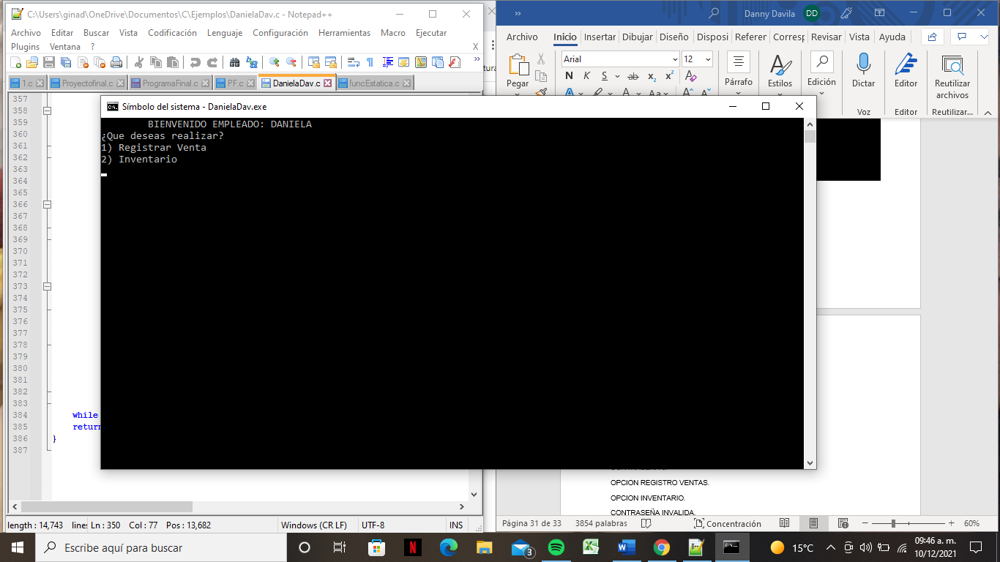 C:\Users\ginad\OneDrive\Documentos\C\Ejemplos\DanielaDav.c - Notepad++
Archivo Editar Buscar Vista Codificación Lenguaje Configuración Herramientas Macro Ejecutar
Plugins Ventana ? X
1.c Proyectofinal.c ProgramaFinal.c PF.c DanielaDav.c funcEstatica.c
357
358
359
360
361
362
363
364
366
367
368
369
370
371
372
373
374
375
376
377
378
379
380
381
382
383
384 while
385 return
386 }
387
length : 14,743 lines Ln : 350 Col : 77 Pos : 13,682 Windows (CR LF) UTF-8 INS
Símbolo del sistema - DanielaDav.exe
BIENVENIDO EMPLEADO: DANIELA
¿Que deseas realizar?
1) Registrar Venta
2) Inventario
Danny Davila DD
Archivo Inicio Insertar Dibujar Diseño Disposi Referer Corresp Revisar Vista Ayuda
Arial 12
N K S ab x₂ x²
Pegar
Párrafo
Estilos
Edición
Dictar
Editor
Reutilizar
archivos
Voz Editor Reutilizar...
OPCION REGISTRO VENTAS.
OPCION INVENTARIO.
CONTRASEÑA INVALIDA.
Página 31 de 33 3854 palabras Concentración 60%
Escribe aquí para buscar
3
15°C
09:46 a. m.
10/12/2021